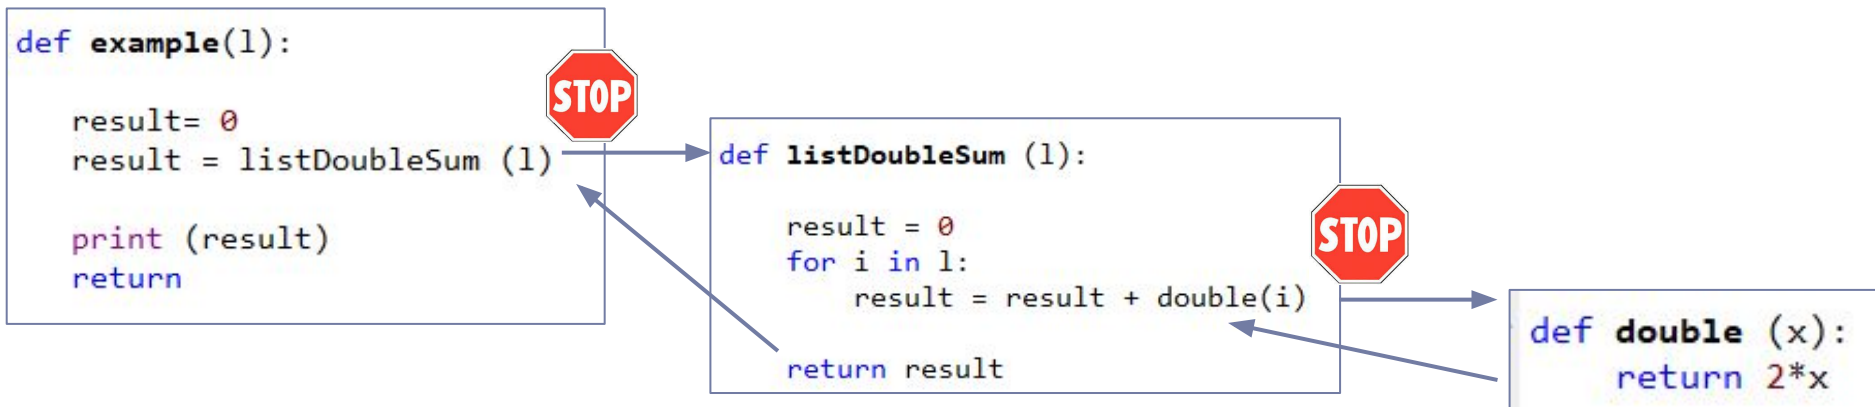 def example(l):
result= 0
result = listDoubleSum (l)
print (result)
return
STOP
def listDoubleSum (l):
result = 0
for i in l:
result = result + double(i)
return result
STOP
def double (x):
return 2*x